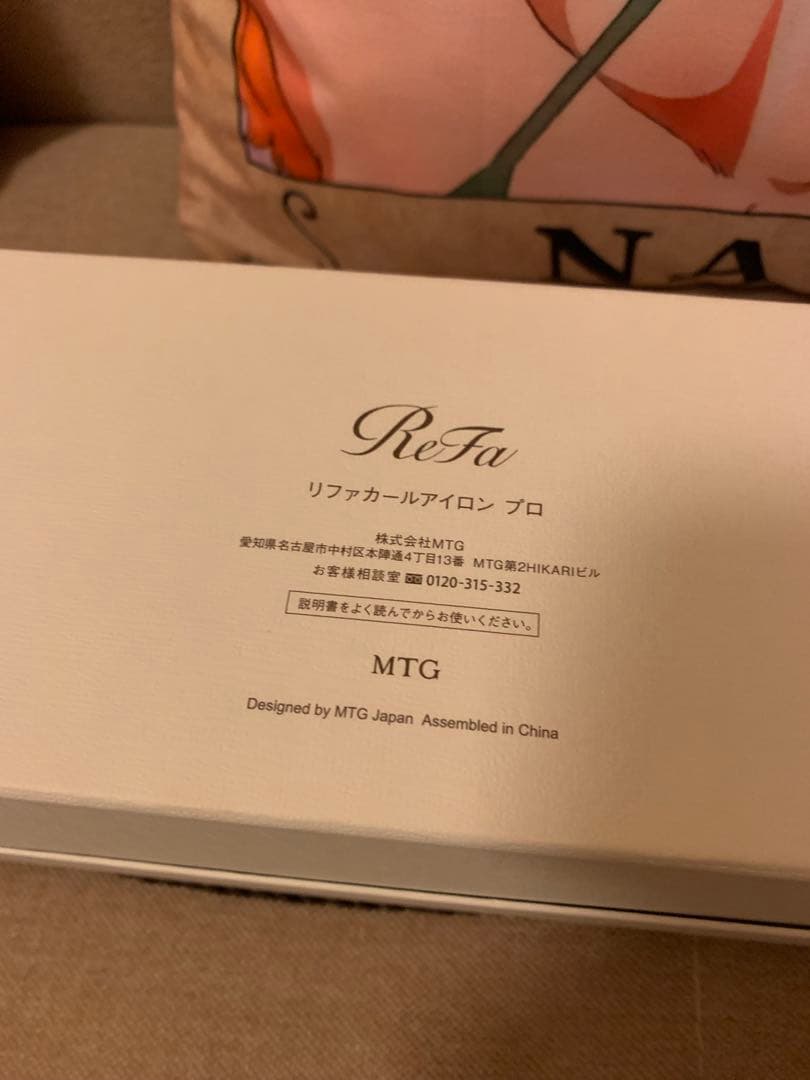 NA
ReFa
リファカールアイロン プロ
株式会社MTG
愛知県名古屋市中村区本陣通4丁目13番 MTG第2HIKARIビル
お客様相談室 0120-315-332
説明書をよく読んでからお使いください。
MTG
Designed by MTG Japan Assembled in China